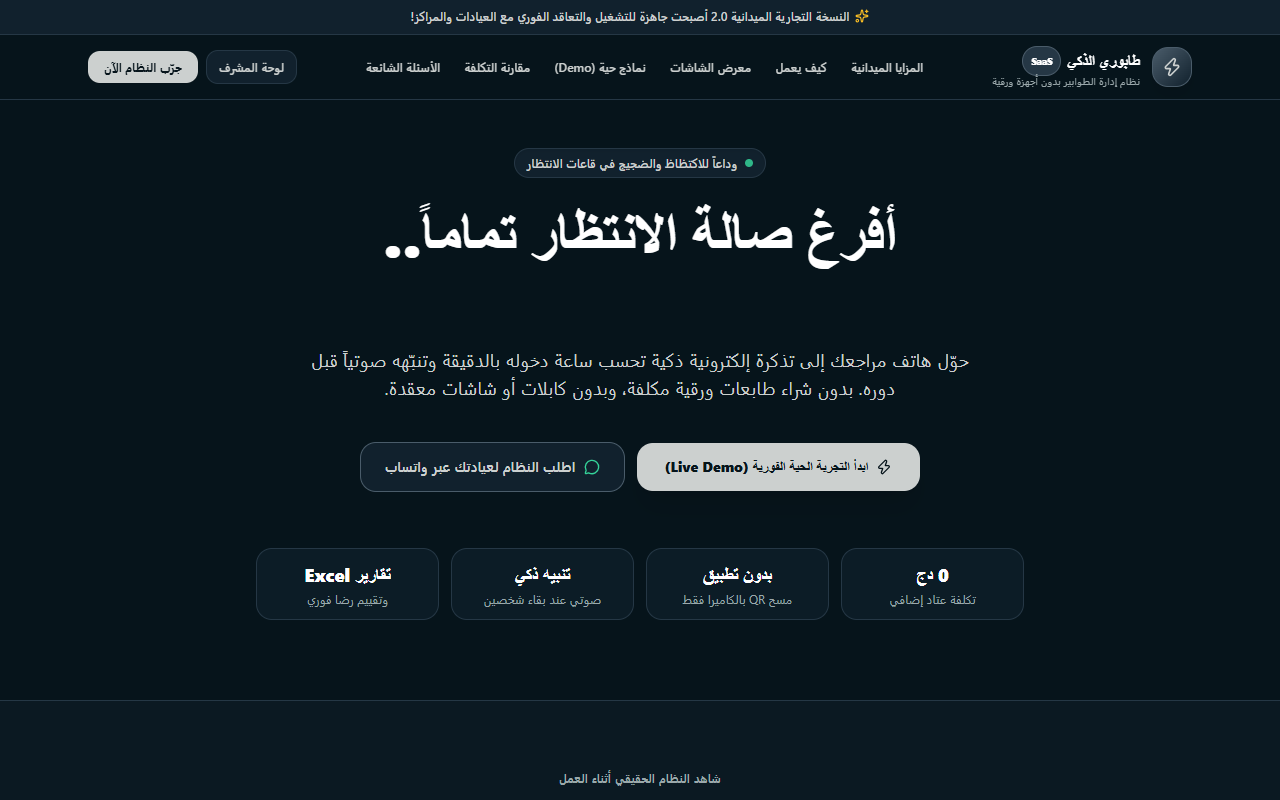 النسخة التجارية الميدانية 2.0 أصبحت جاهزة للتشغيل والتعاقد الفوري مع العيادات والمراكز!
طابوري الذكي SaaS
نظام إدارة الطوابير بدون أجهزة ورقية
المزايا الميدانية
كيف يعمل
معرض الشاشات
نماذج حية (Demo)
مقارنة التكلفة
الأسئلة الشائعة
لوحة المشرف
جرّب النظام الآن
وداعاً للاكتظاظ والضجيج في قاعات الانتظار
أفرغ صالة الانتظار تماماً..
حوّل هاتف مراجعك إلى تذكرة إلكترونية ذكية تحسب ساعة دخوله بالدقيقة وتنبّهه صوتياً قبل
دوره. بدون شراء طابعات ورقية مكلفة، وبدون كابلات أو شاشات معقدة.
ابدأ التجربة الحية الفورية (Live Demo)
اطلب النظام لعيادتك عبر واتساب
0 دج
تكلفة عتاد إضافي
بدون تطبيق
مسح QR بالكاميرا فقط
تنبيه ذكي
صوتي عند بقاء شخصين
تقارير Excel
وتقييم رضا فوري
شاهد النظام الحقيقي أثناء العمل